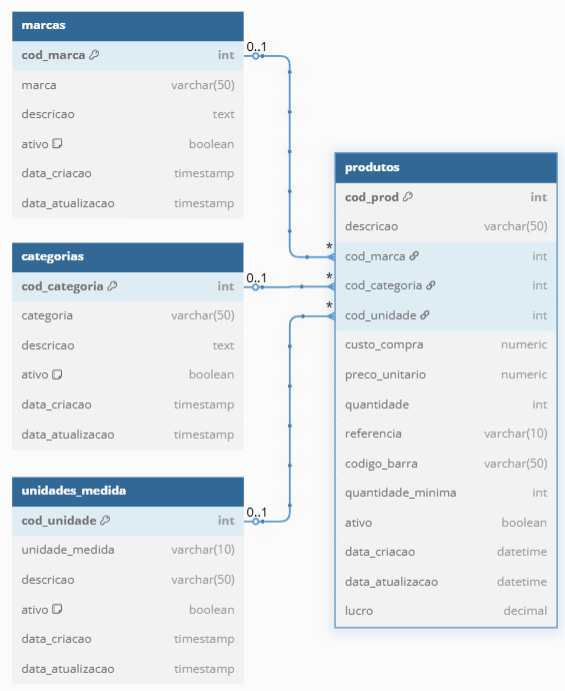 marcas
cod_marca int
marca varchar(50)
descricao text
ativo boolean
data_criacao timestamp
data_atualizacao timestamp
0..1
categorias
cod_categoria int
categoria varchar(50)
descricao text
ativo boolean
data_criacao timestamp
data_atualizacao timestamp
0..1
unidades_medida
cod_unidade int
unidade_medida varchar(10)
descricao varchar(50)
ativo boolean
data_criacao timestamp
data_atualizacao timestamp
0..1
produtos
cod_prod int
descricao varchar(50)
* cod_marca int
* cod_categoria int
* cod_unidade int
custo_compra numeric
preco_unitario numeric
quantidade int
referencia varchar(10)
codigo_barra varchar(50)
quantidade_minima int
ativo boolean
data_criacao datetime
data_atualizacao datetime
lucro decimal